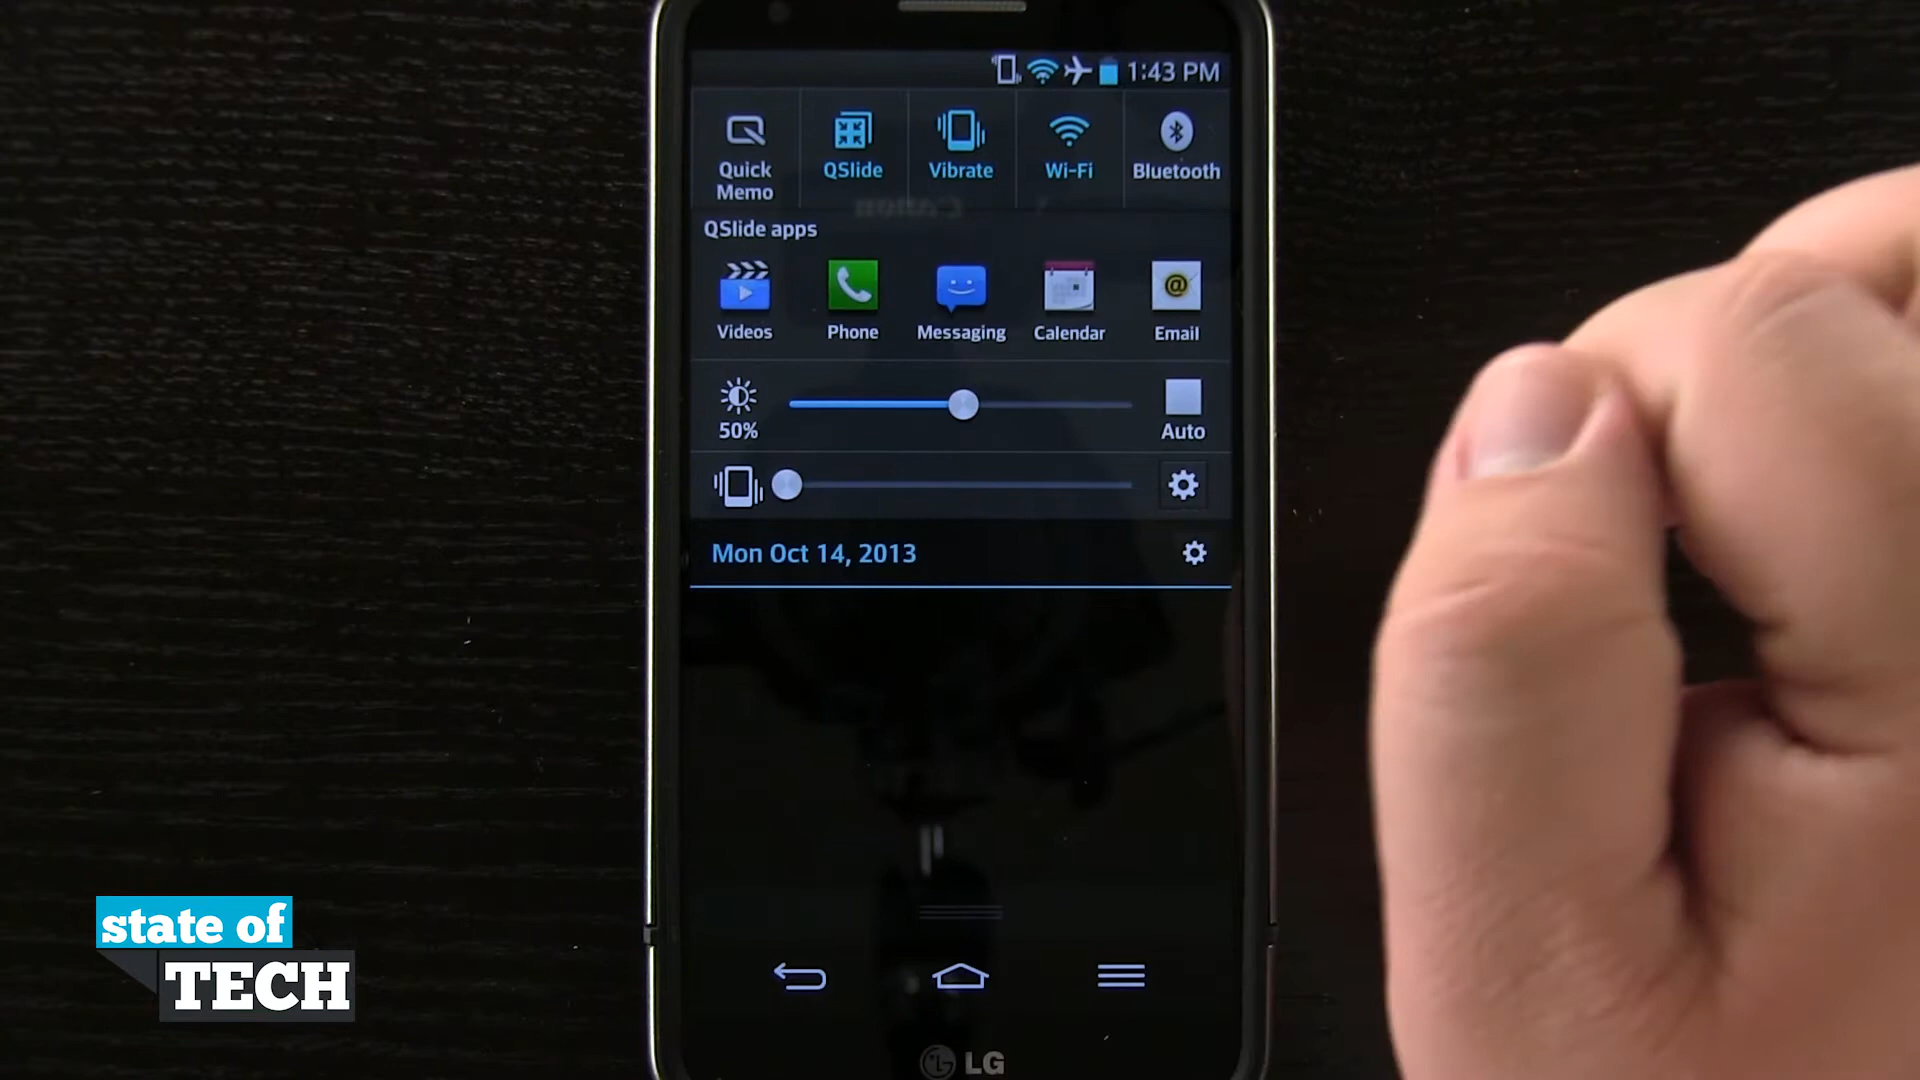 1:43 PM
Quick Memo
QSlide
Vibrate
Wi-Fi
Bluetooth
QSlide apps
Videos
Phone
Messaging
Calendar
Email
50%
Auto
Mon Oct 14, 2013
state of
TECH
LG